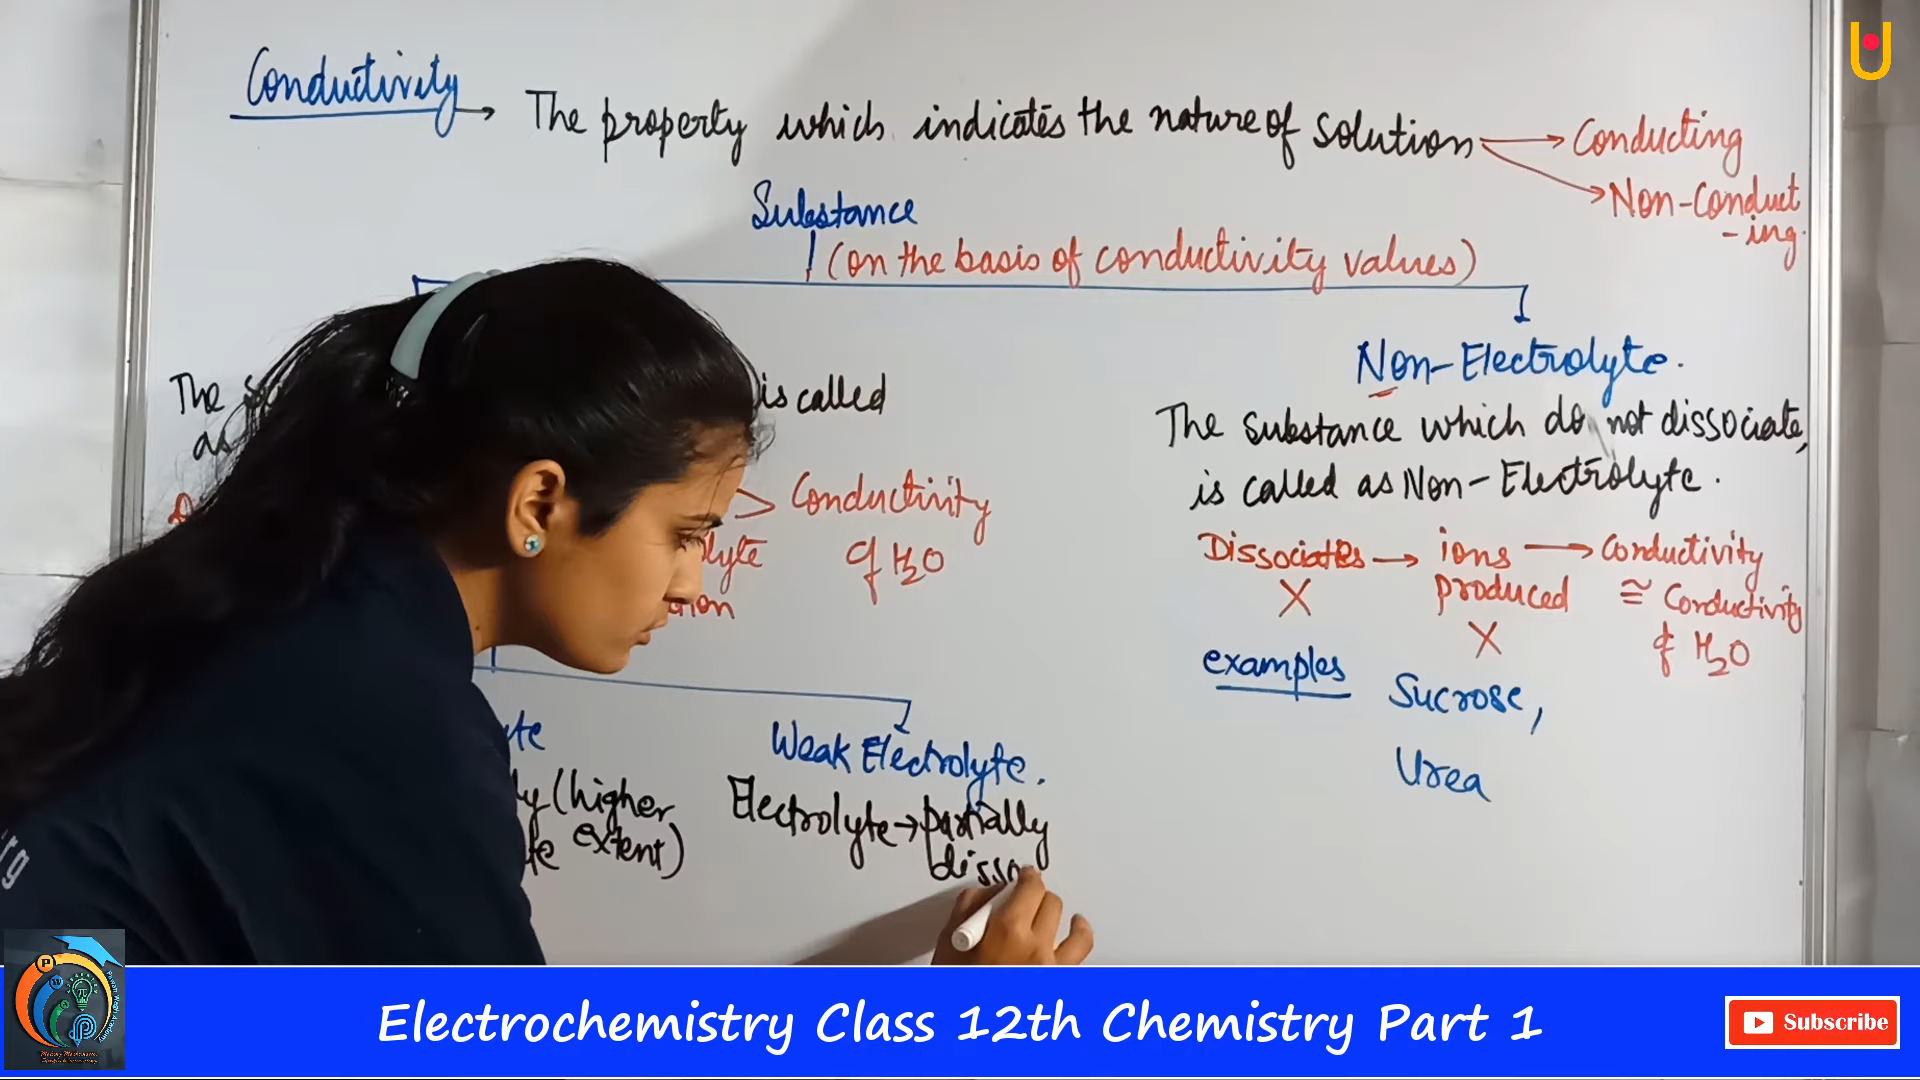 Conductivity → The property which indicates the nature of solution → Conducting
→ Non-Conduct
-ing.
Substance
(on the basis of conductivity values)
Non-Electrolyte.
The is called
as
The substance which do not dissociate,
is called as Non-Electrolyte.
> Conductivity
of H2O
Dissociates → ions → Conductivity
X produced ≅ Conductivity
X of H2O
examples Sucrose,
Urea
Weak Electrolyte.
(higher
extent)
Electrolyte → partially
disso
Electrochemistry Class 12th Chemistry Part 1
Subscribe